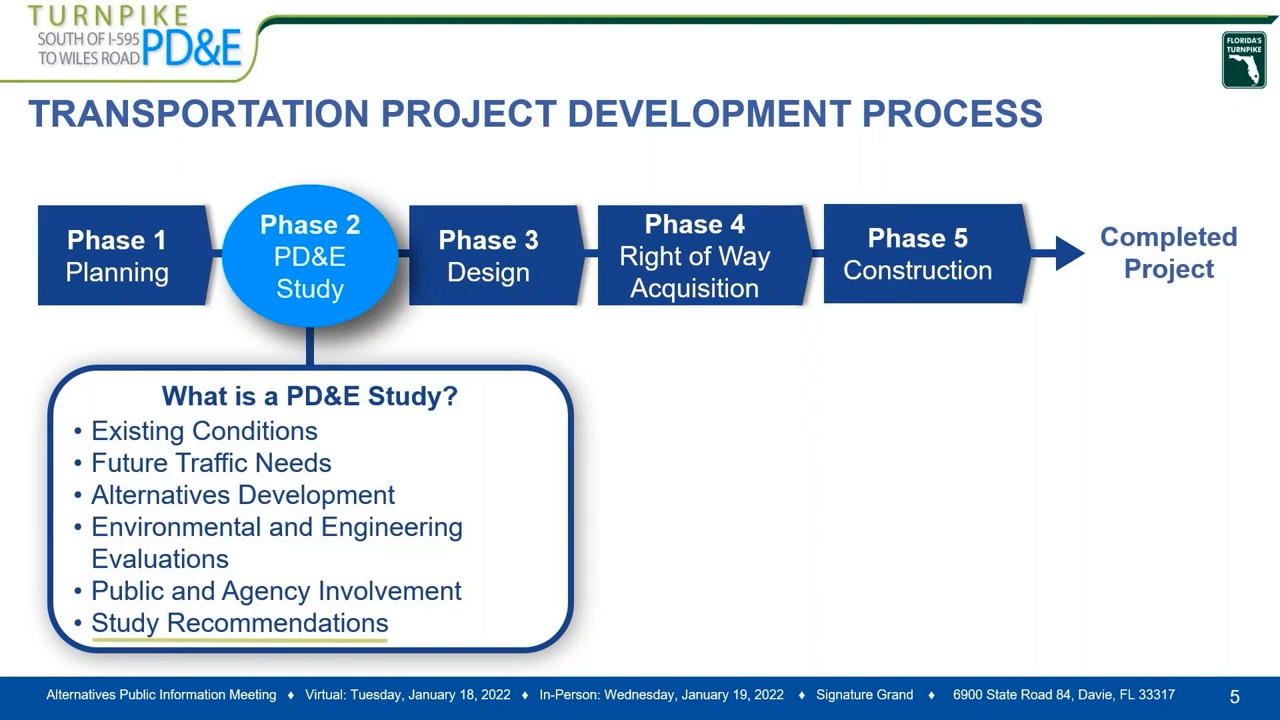 TURNPIKE
SOUTH OF I-595
TO WILES ROAD
PD&E
FLORIDA'S
TURNPIKE
TRANSPORTATION PROJECT DEVELOPMENT PROCESS
Phase 1
Planning
Phase 2
PD&E
Study
Phase 3
Design
Phase 4
Right of Way
Acquisition
Phase 5
Construction
Completed
Project
What is a PD&E Study?
• Existing Conditions
• Future Traffic Needs
• Alternatives Development
• Environmental and Engineering
Evaluations
• Public and Agency Involvement
• Study Recommendations
Alternatives Public Information Meeting ♦ Virtual: Tuesday, January 18, 2022 ♦ In-Person: Wednesday, January 19, 2022 ♦ Signature Grand ♦ 6900 State Road 84, Davie, FL 33317
5